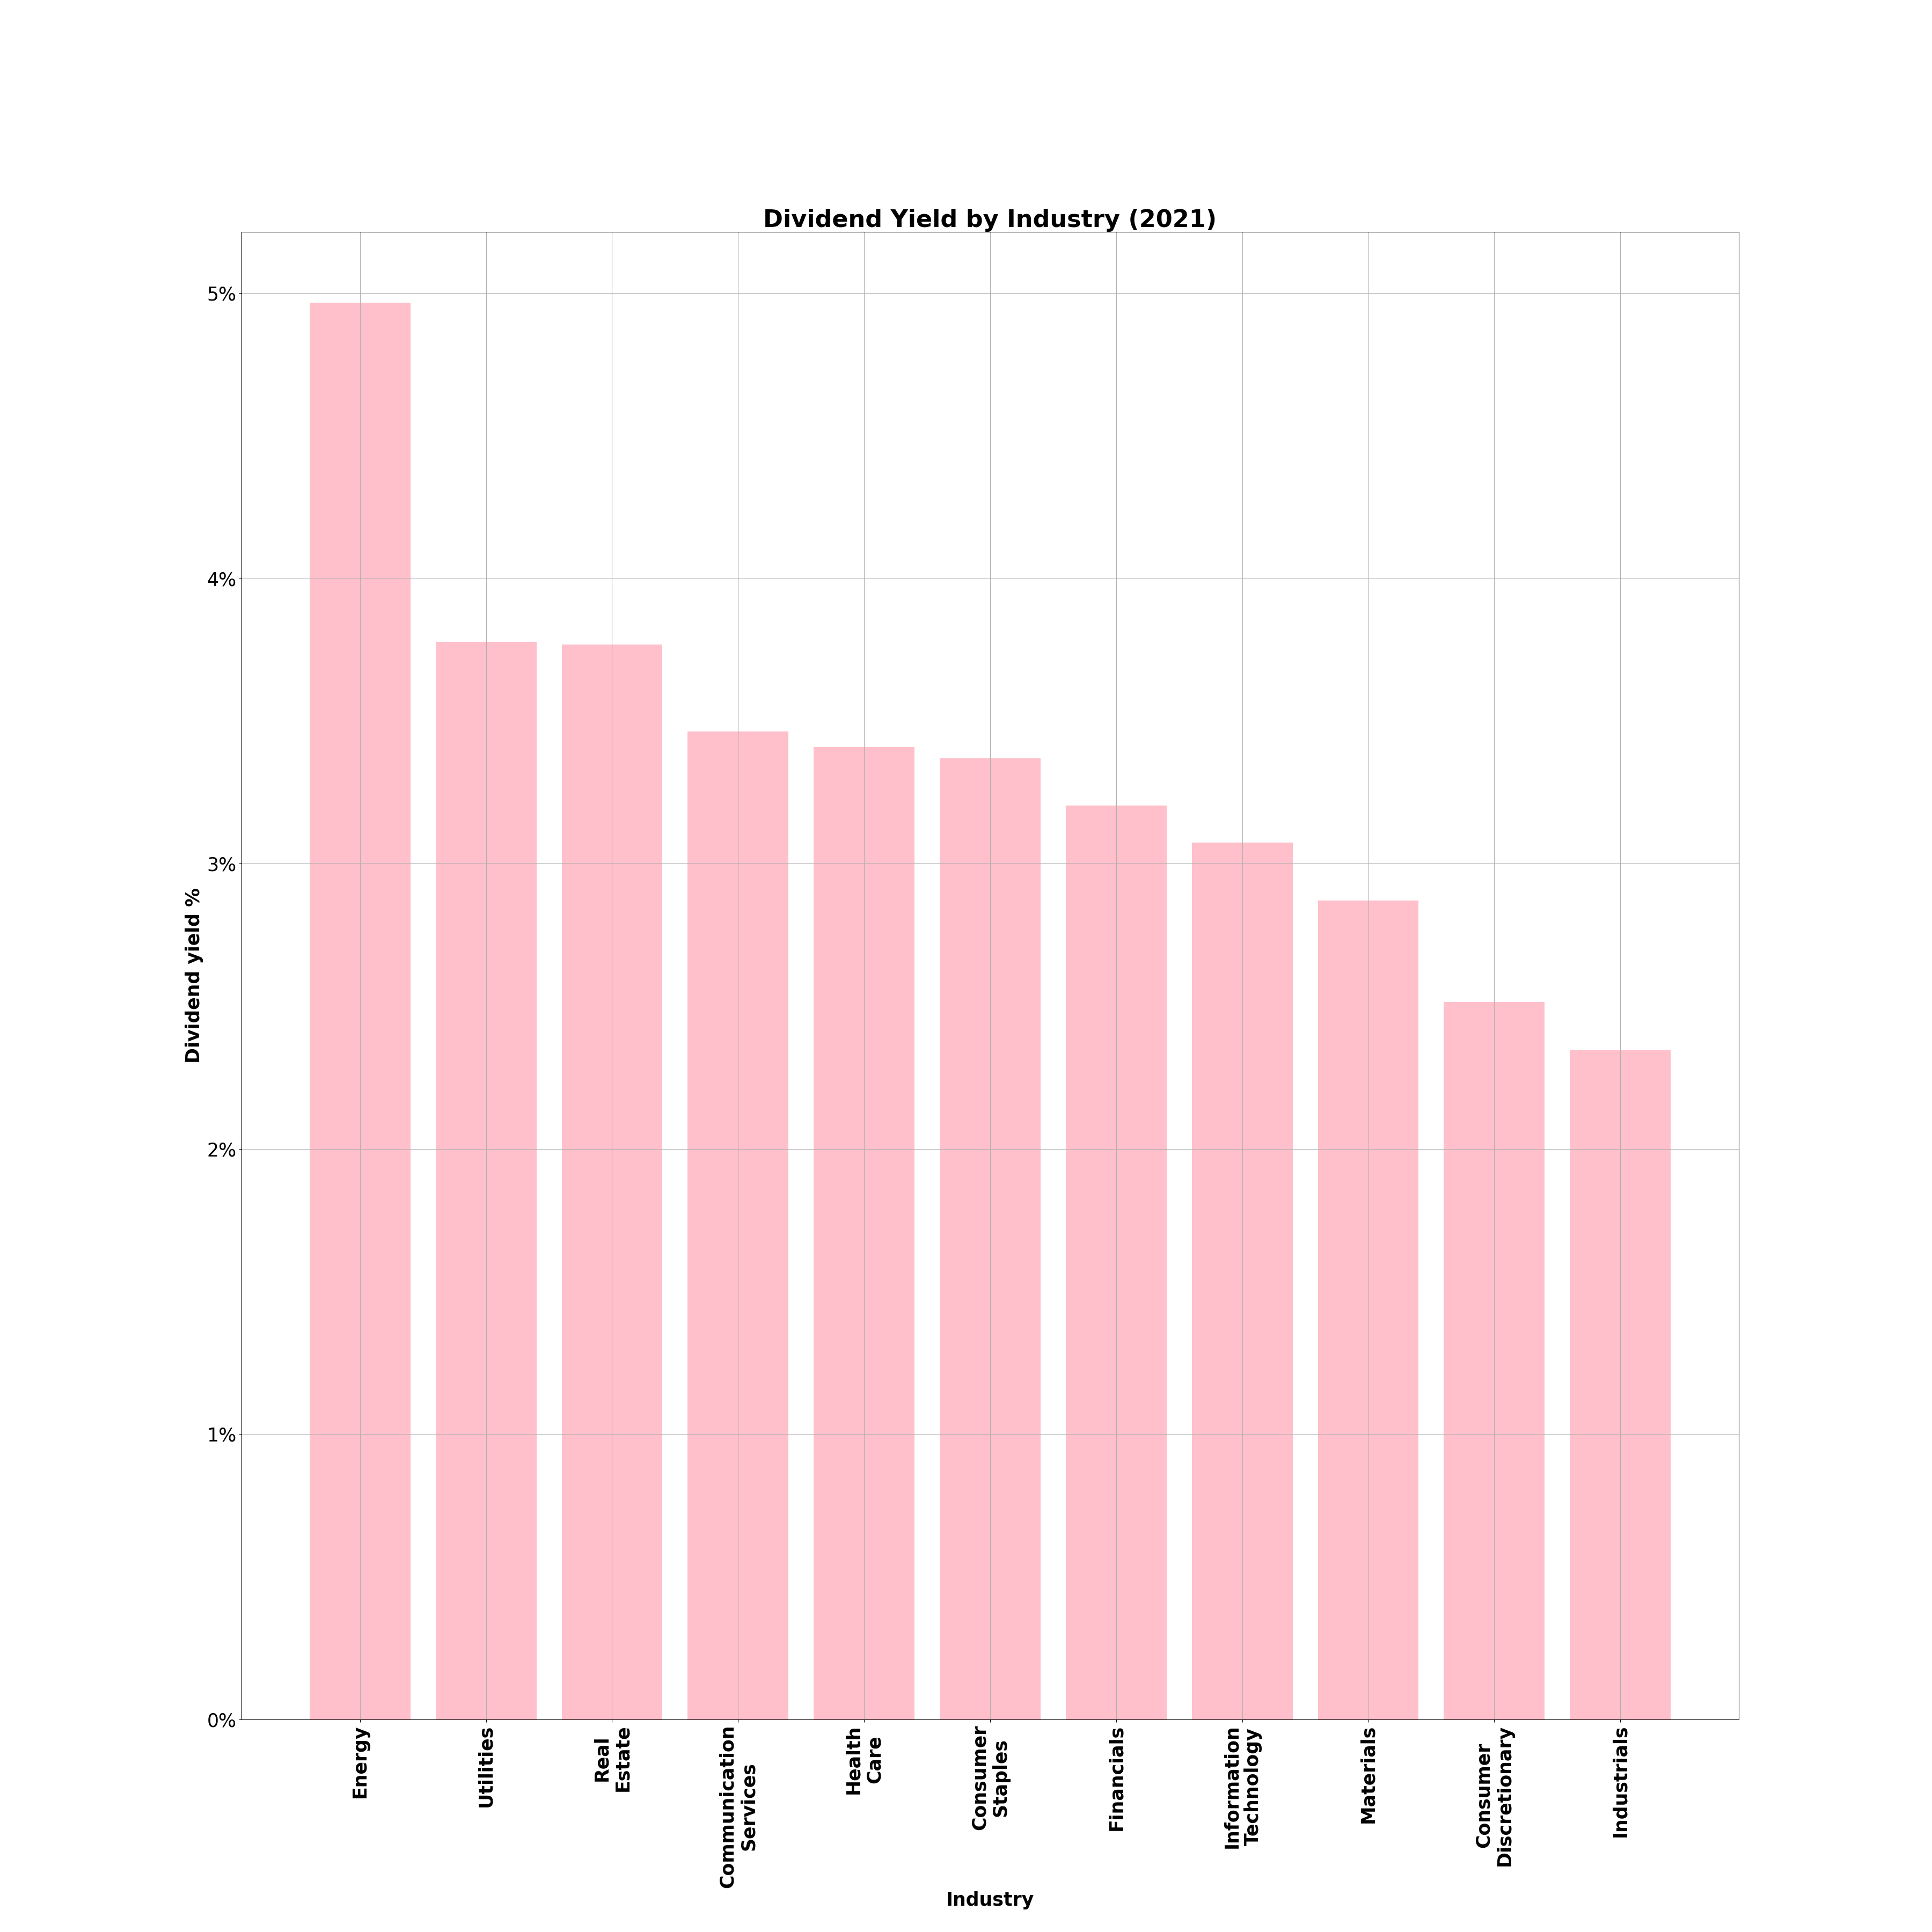 Dividend Yield by Industry (2021)
5%
4%
3%
2%
1%
0%
Dividend yield %
Energy
Utilities
Real
Estate
Communication
Services
Health
Care
Consumer
Staples
Financials
Information
Technology
Materials
Consumer
Discretionary
Industrials
Industry